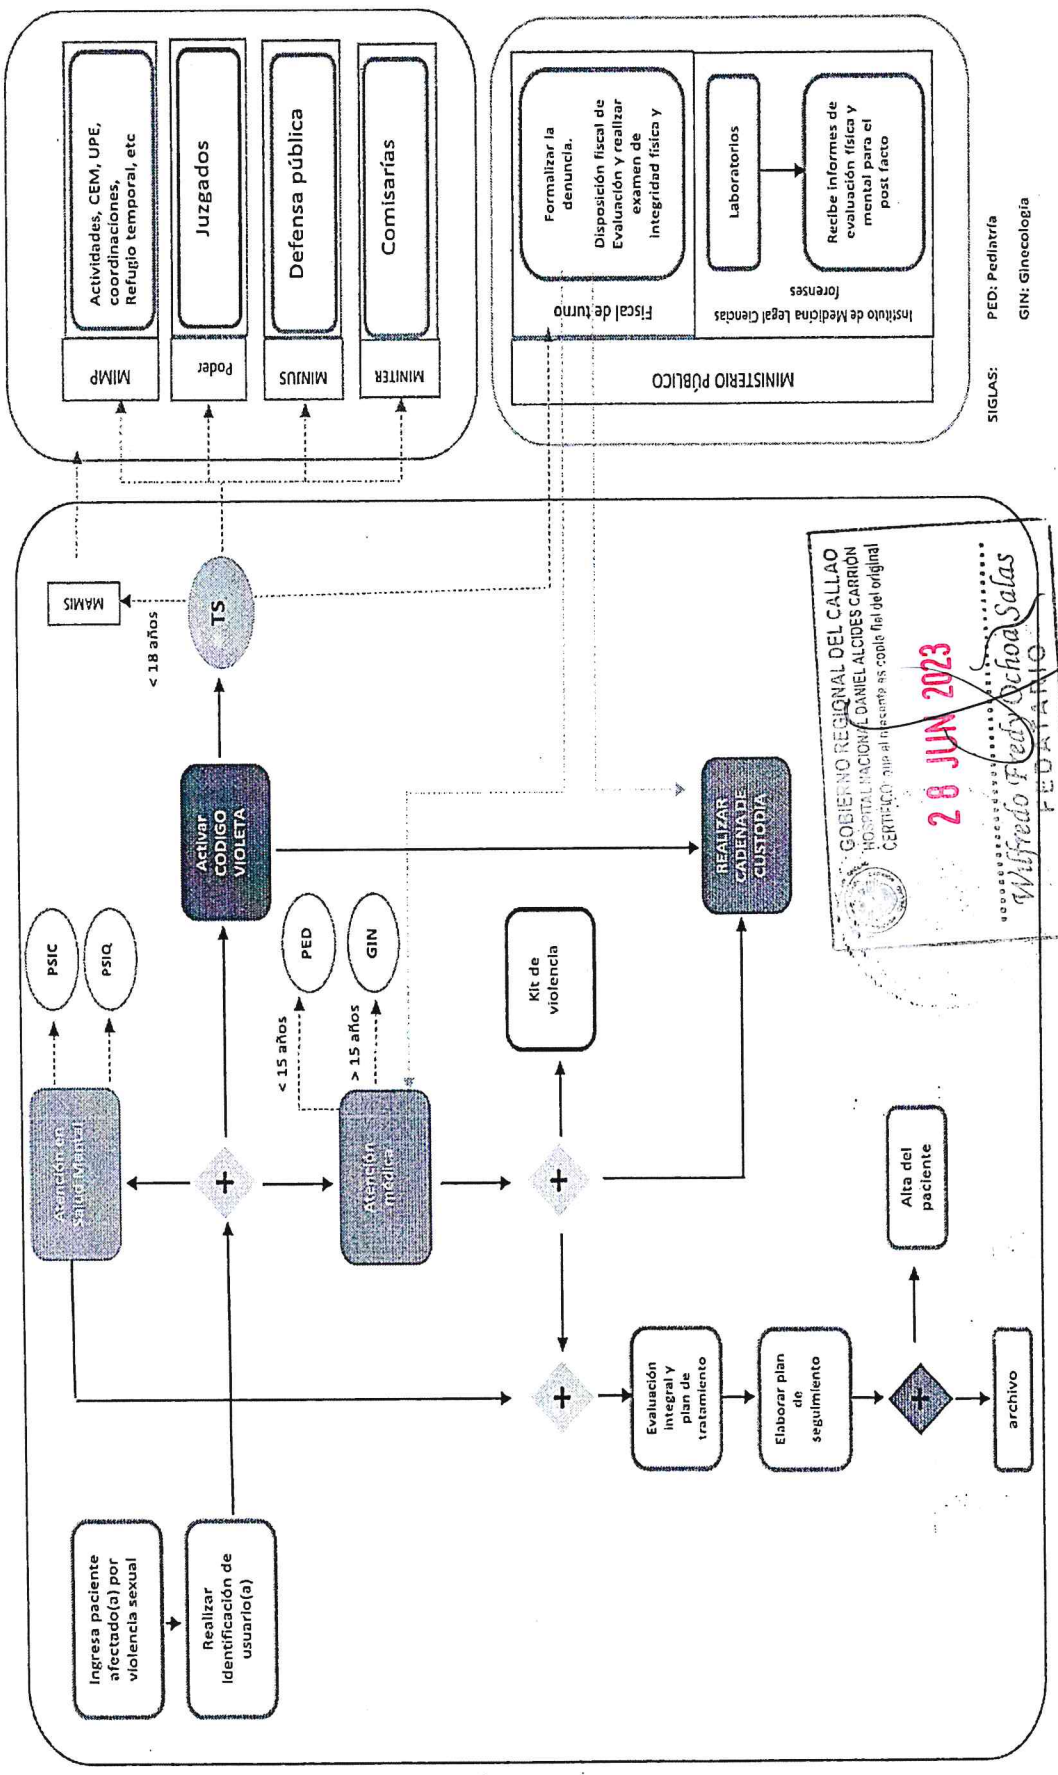 Ingresa paciente
afectado(a) por
violencia sexual
Realizar
Identificación de
usuario(a)
Atención en
Salud Mental
PSIC
PSIQ
Activar
CODIGO
VIOLETA
TS
< 18 años
MAMIS
< 15 años
> 15 años
PED
GIN
Atención
médica
Kit de
violencia
REALIZAR
CADENA DE
CUSTODIA
Evaluación
integral y
plan de
tratamiento
Elaborar plan
de
seguimiento
Alta del
paciente
archivo
MIMP
Actividades, CEM, UPE,
coordinaciones,
Refugio temporal, etc
Poder
Juzgados
MINJUS
Defensa pública
MINITER
Comisarías
MINISTERIO PÚBLICO
Fiscal de turno
Formalizar la
denuncia.
Disposición fiscal de
Evaluación y realizar
examen de
integridad física y
Instituto de Medicina Legal Ciencias
forenses
Laboratorios
Recibe informes de
evaluación física y
mental para el
post facto
SIGLAS:
PED: Pediatría
GIN: Ginecología
GOBIERNO REGIONAL DEL CALLAO
HOSPITAL NACIONAL DANIEL ALCIDES CARRIÓN
CERTIFICO que el presente es copia fiel del original
28 JUN 2023
Wilfredo Fredy Ochoa Salas
FEDATARIO